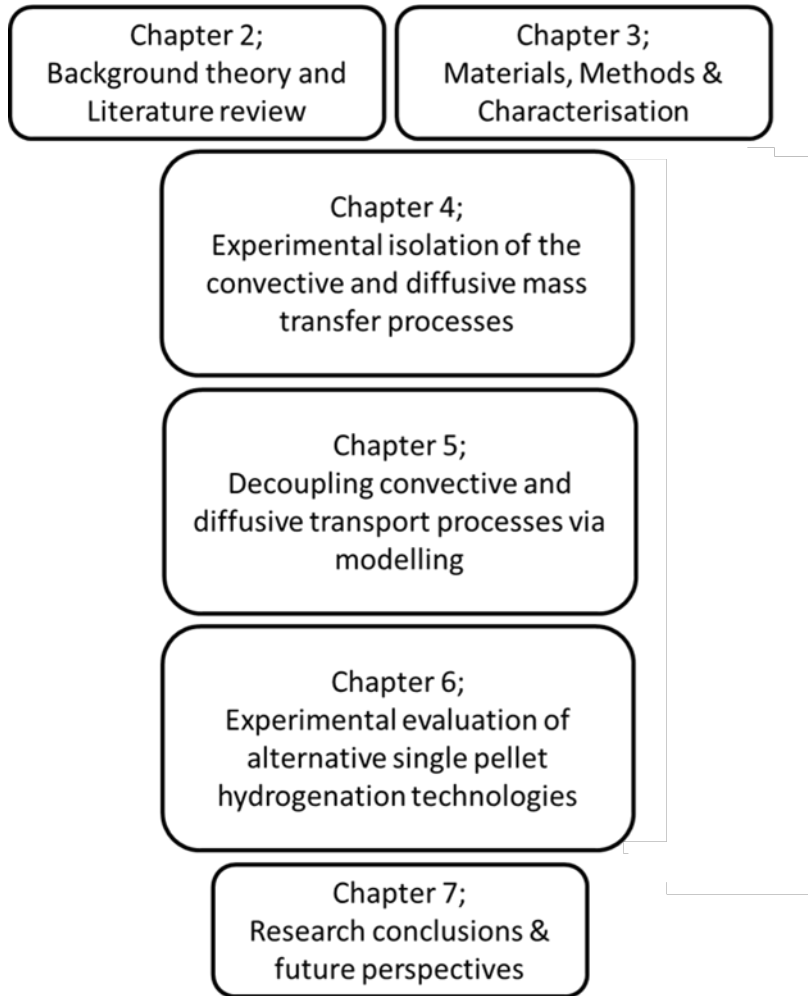 Chapter 2;
Background theory and
Literature review
Chapter 3;
Materials, Methods &
Characterisation
Chapter 4;
Experimental isolation of the
convective and diffusive mass
transfer processes
Chapter 5;
Decoupling convective and
diffusive transport processes via
modelling
Chapter 6;
Experimental evaluation of
alternative single pellet
hydrogenation technologies
Chapter 7;
Research conclusions &
future perspectives